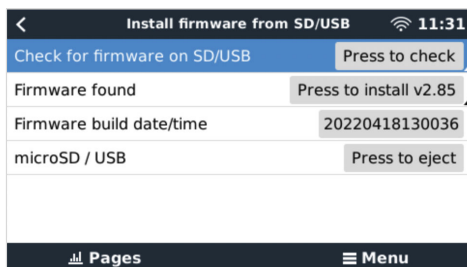 Install firmware from SD/USB 11:31
Check for firmware on SD/USB Press to check
Firmware found Press to install v2.85
Firmware build date/time 20220418130036
microSD / USB Press to eject
Pages Menu